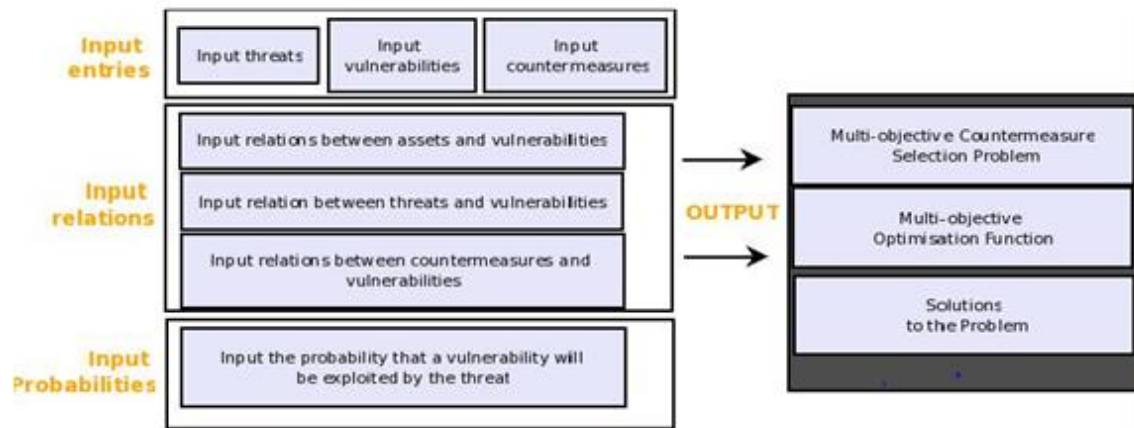 Input
entries
Input threats
Input
vulnerabilities
Input
countermeasures
Input
relations
Input relations between assets and vulnerabilities
Input relation between threats and vulnerabilities
Input relations between countermeasures and
vulnerabilities
Input
Probabilities
Input the probability that a vulnerability will
be exploited by the threat
OUTPUT
Multi-objective Countermeasure
Selection Problem
Multi-objective
Optimisation Function
Solutions
to the Problem